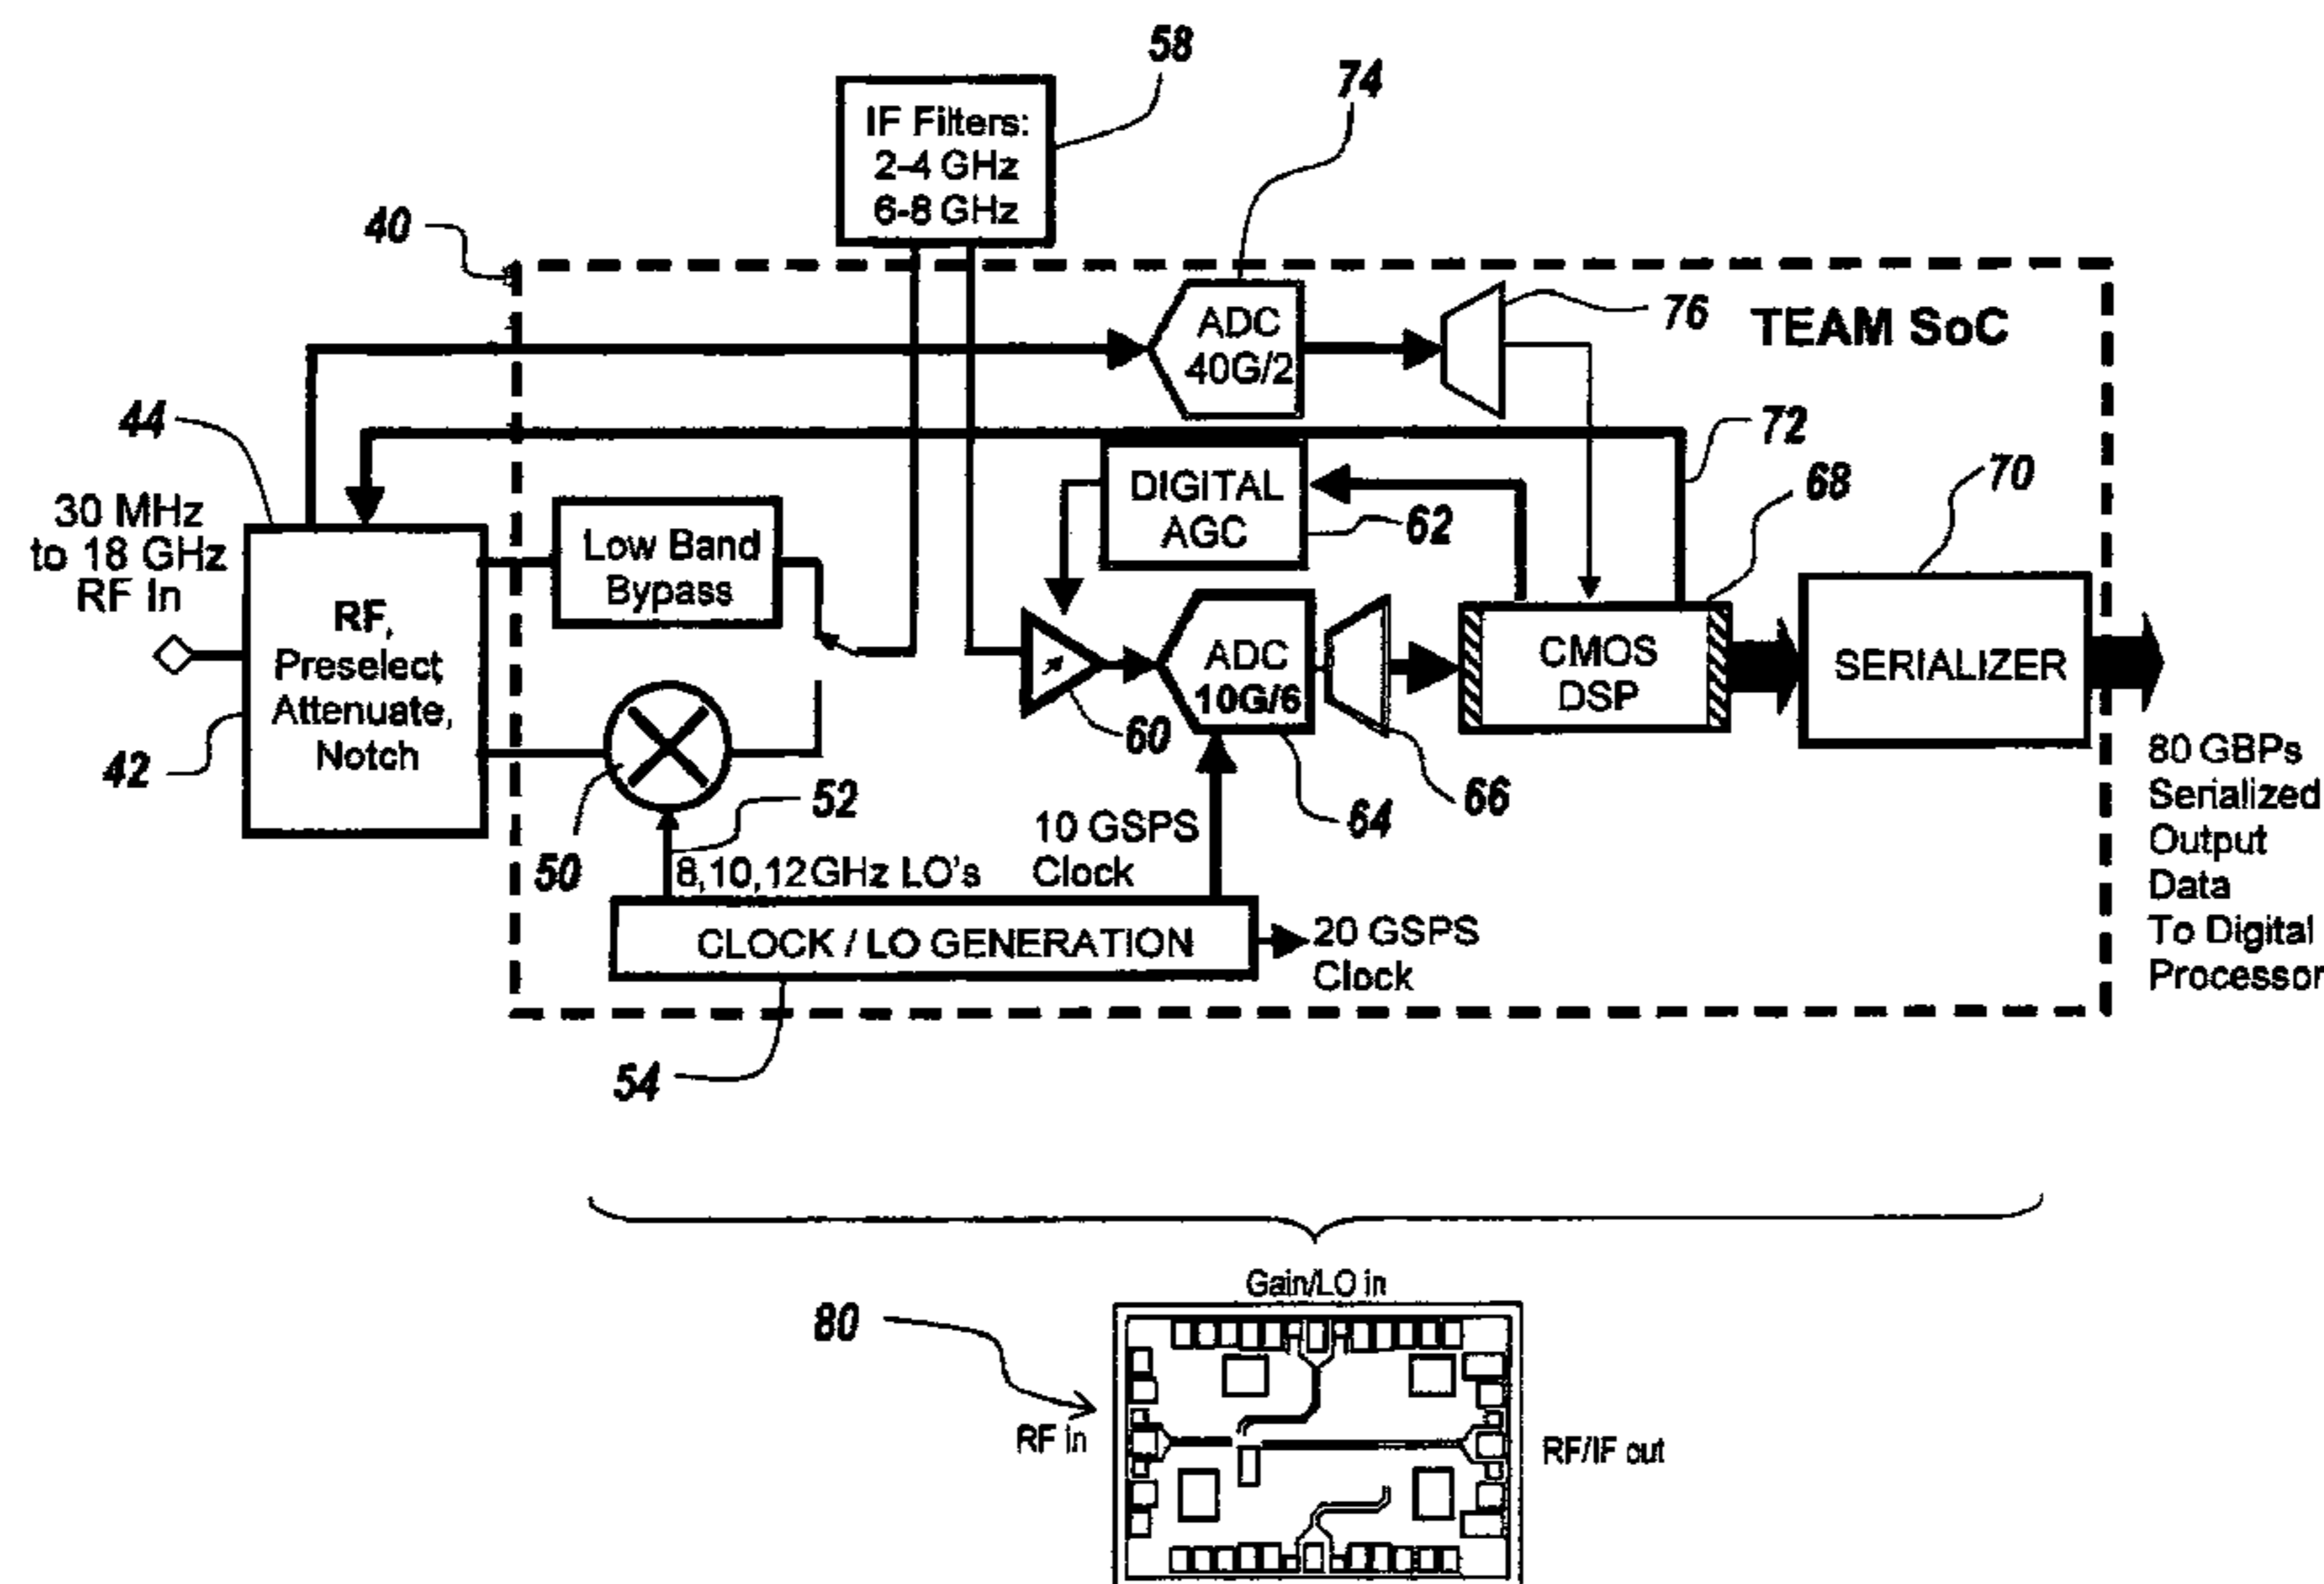 58
74
IF Filters:
2-4 GHz
6-8 GHz
40
ADC
40G/2
76
TEAM SoC
44
72
70
30 MHz
to 18 GHz
RF In
Low Band
Bypass
DIGITAL
AGC
62
68
RF,
Preselect,
Attenuate,
Notch
42
ADC
10G/6
CMOS
DSP
SERIALIZER
60
50
52
64
66
8,10,12GHz LO's
10 GSPS
Clock
CLOCK / LO GENERATION
20 GSPS
Clock
80 GBPs
Serialized
Output
Data
To Digital
Processor
54
Gain/LO in
80
RF in
RF/IF out